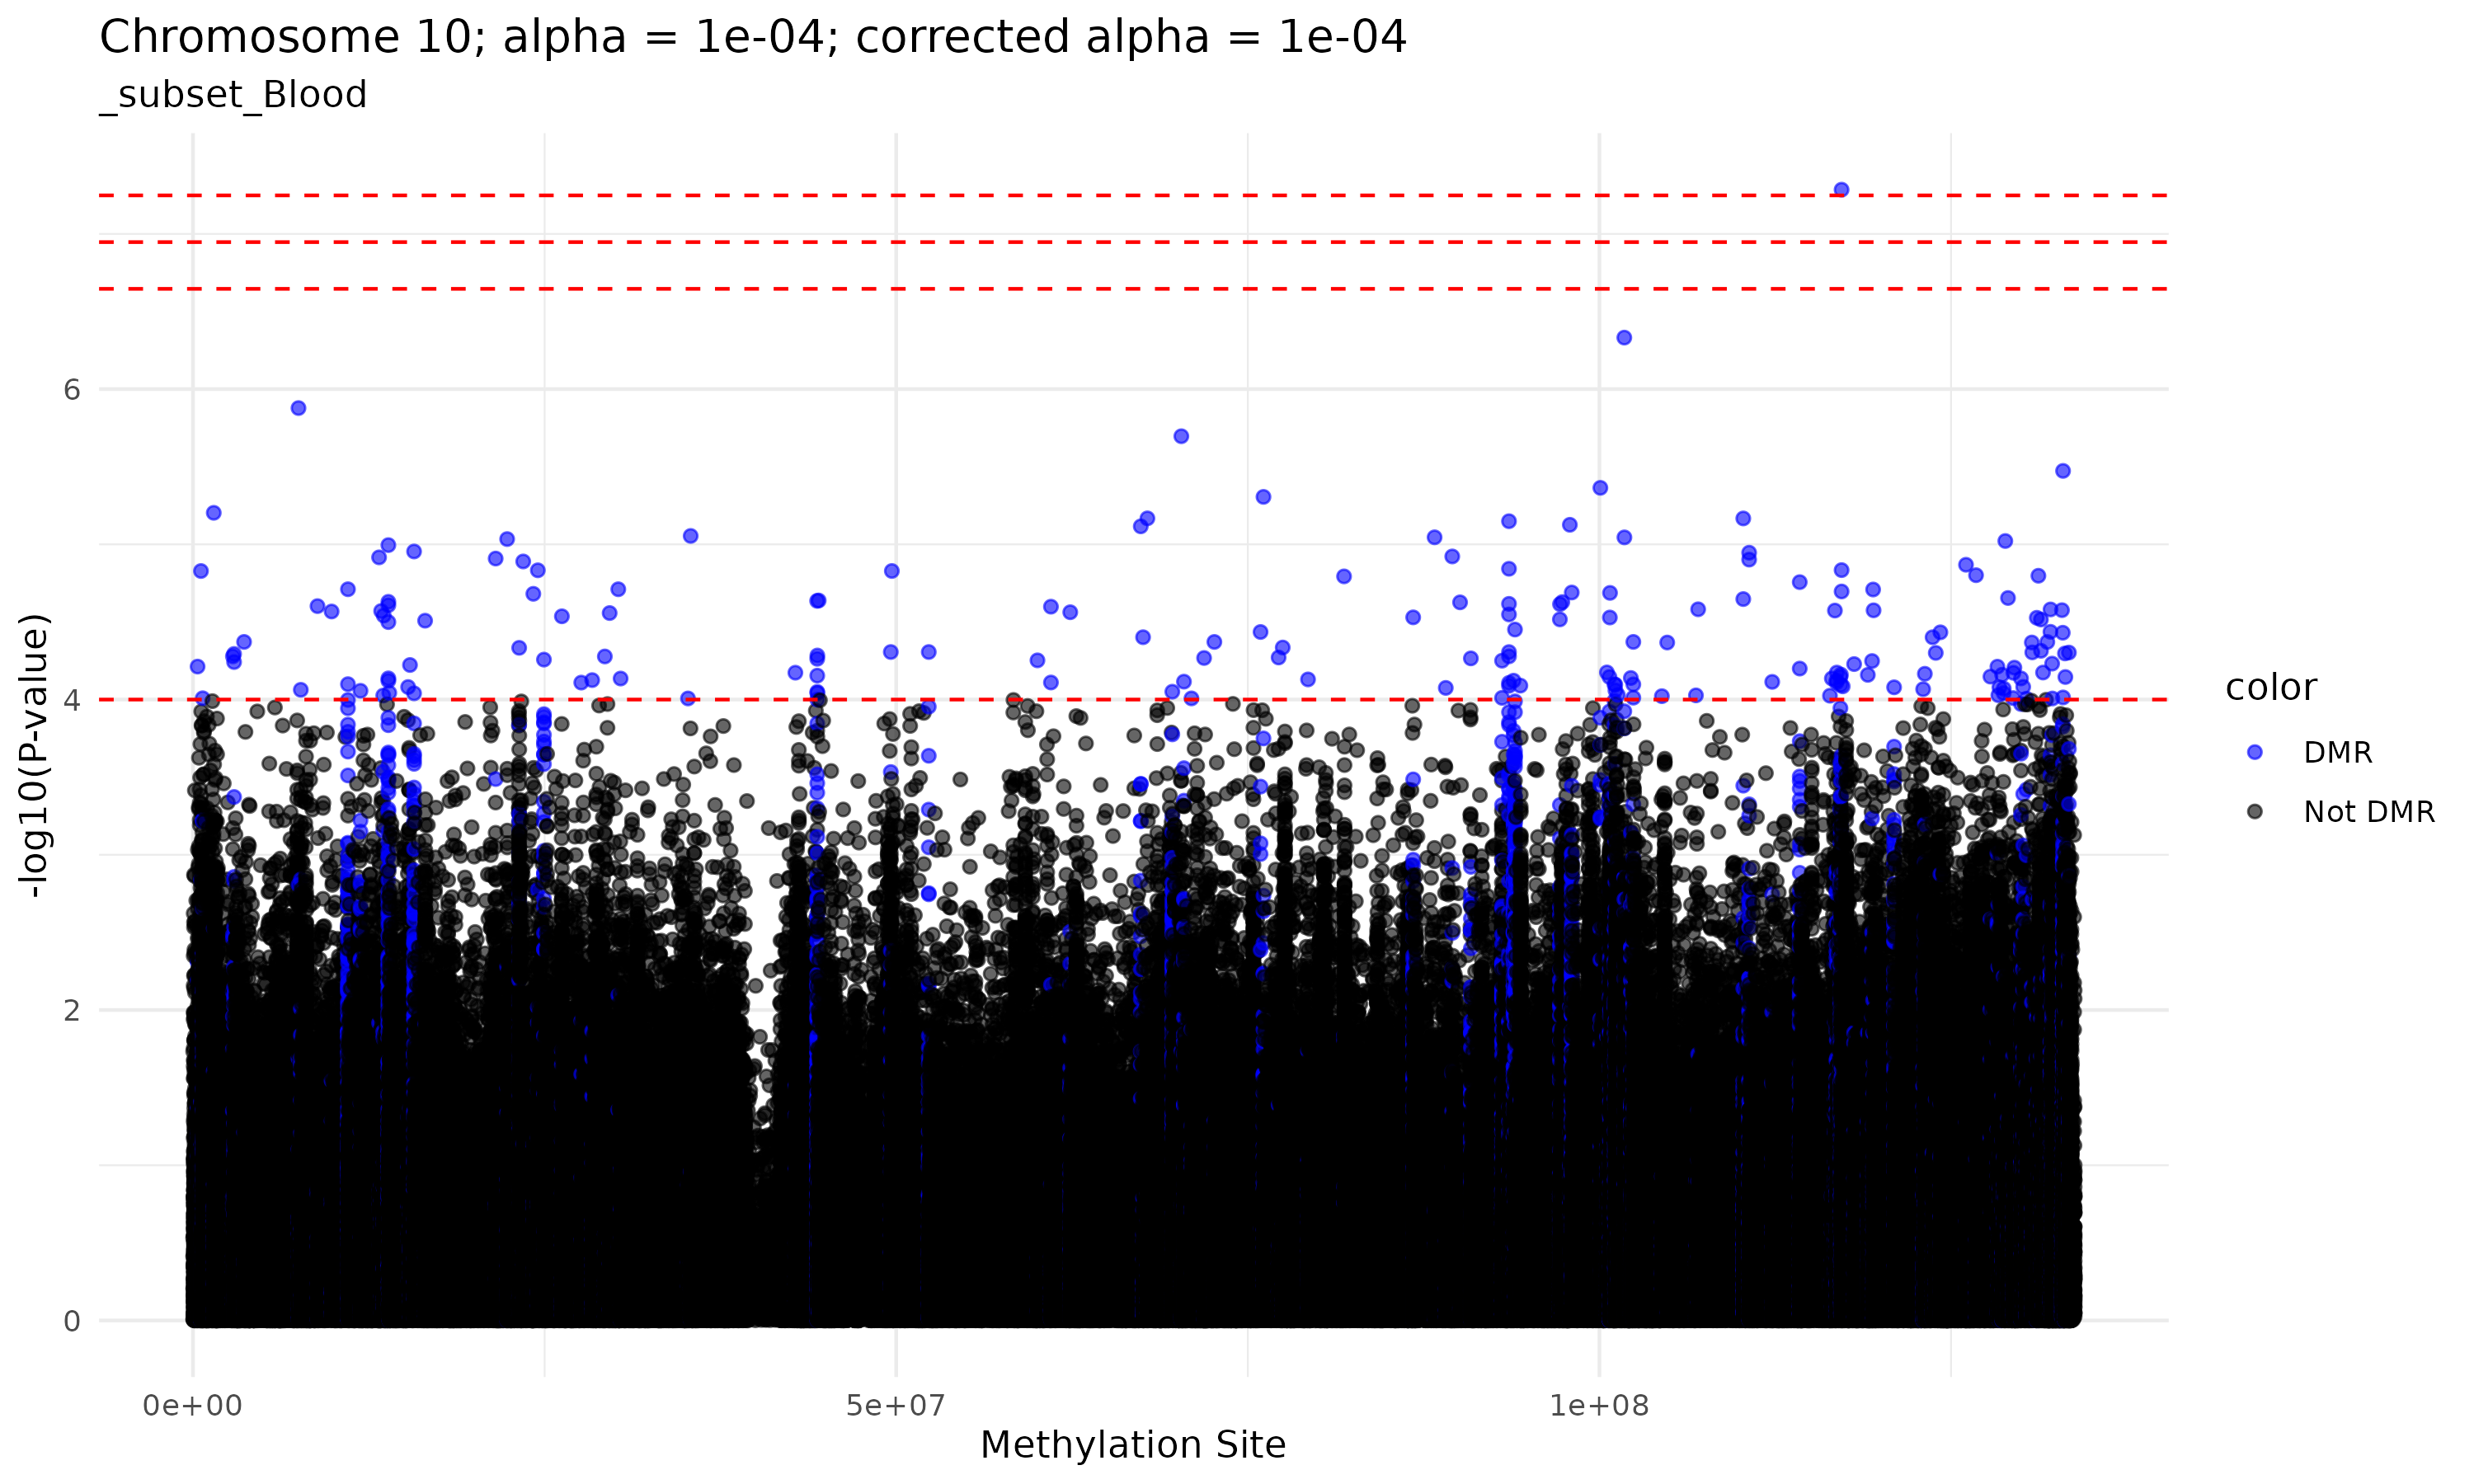 Chromosome 10; alpha = 1e-04; corrected alpha = 1e-04
_subset_Blood
-log10(P-value)
6
4
2
0
0e+00
5e+07
1e+08
Methylation Site
color
DMR
Not DMR